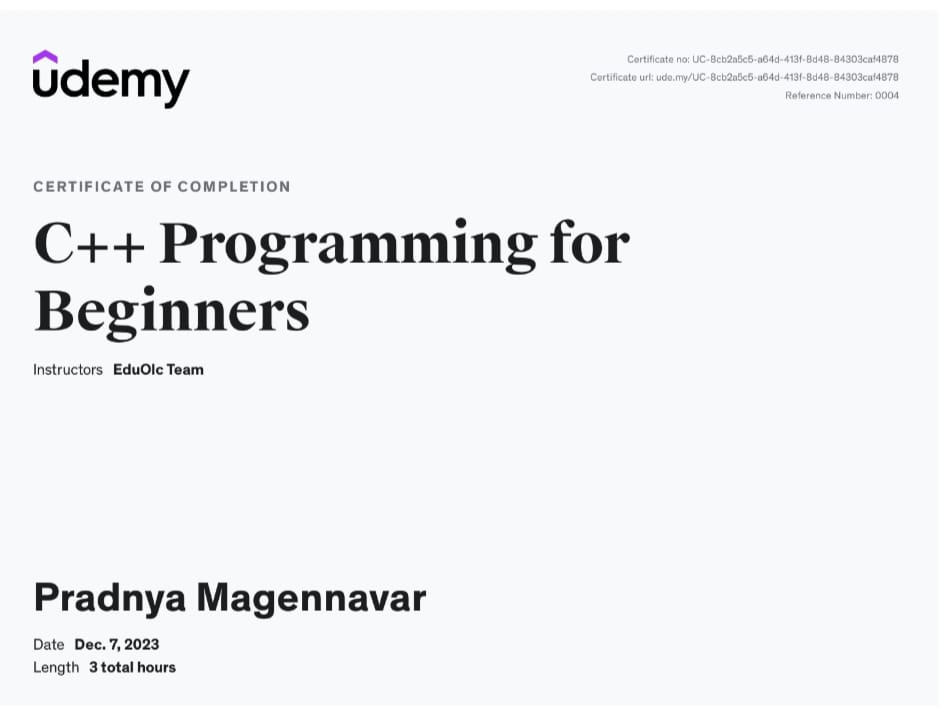 udemy
Certificate no: UC-8cb2a5c5-a64d-413f-8d48-84303caf4878
Certificate url: ude.my/UC-8cb2a5c5-a64d-413f-8d48-84303caf4878
Reference Number: 0004
CERTIFICATE OF COMPLETION
C++ Programming for
Beginners
Instructors EduOlc Team
Pradnya Magennavar
Date Dec. 7, 2023
Length 3 total hours